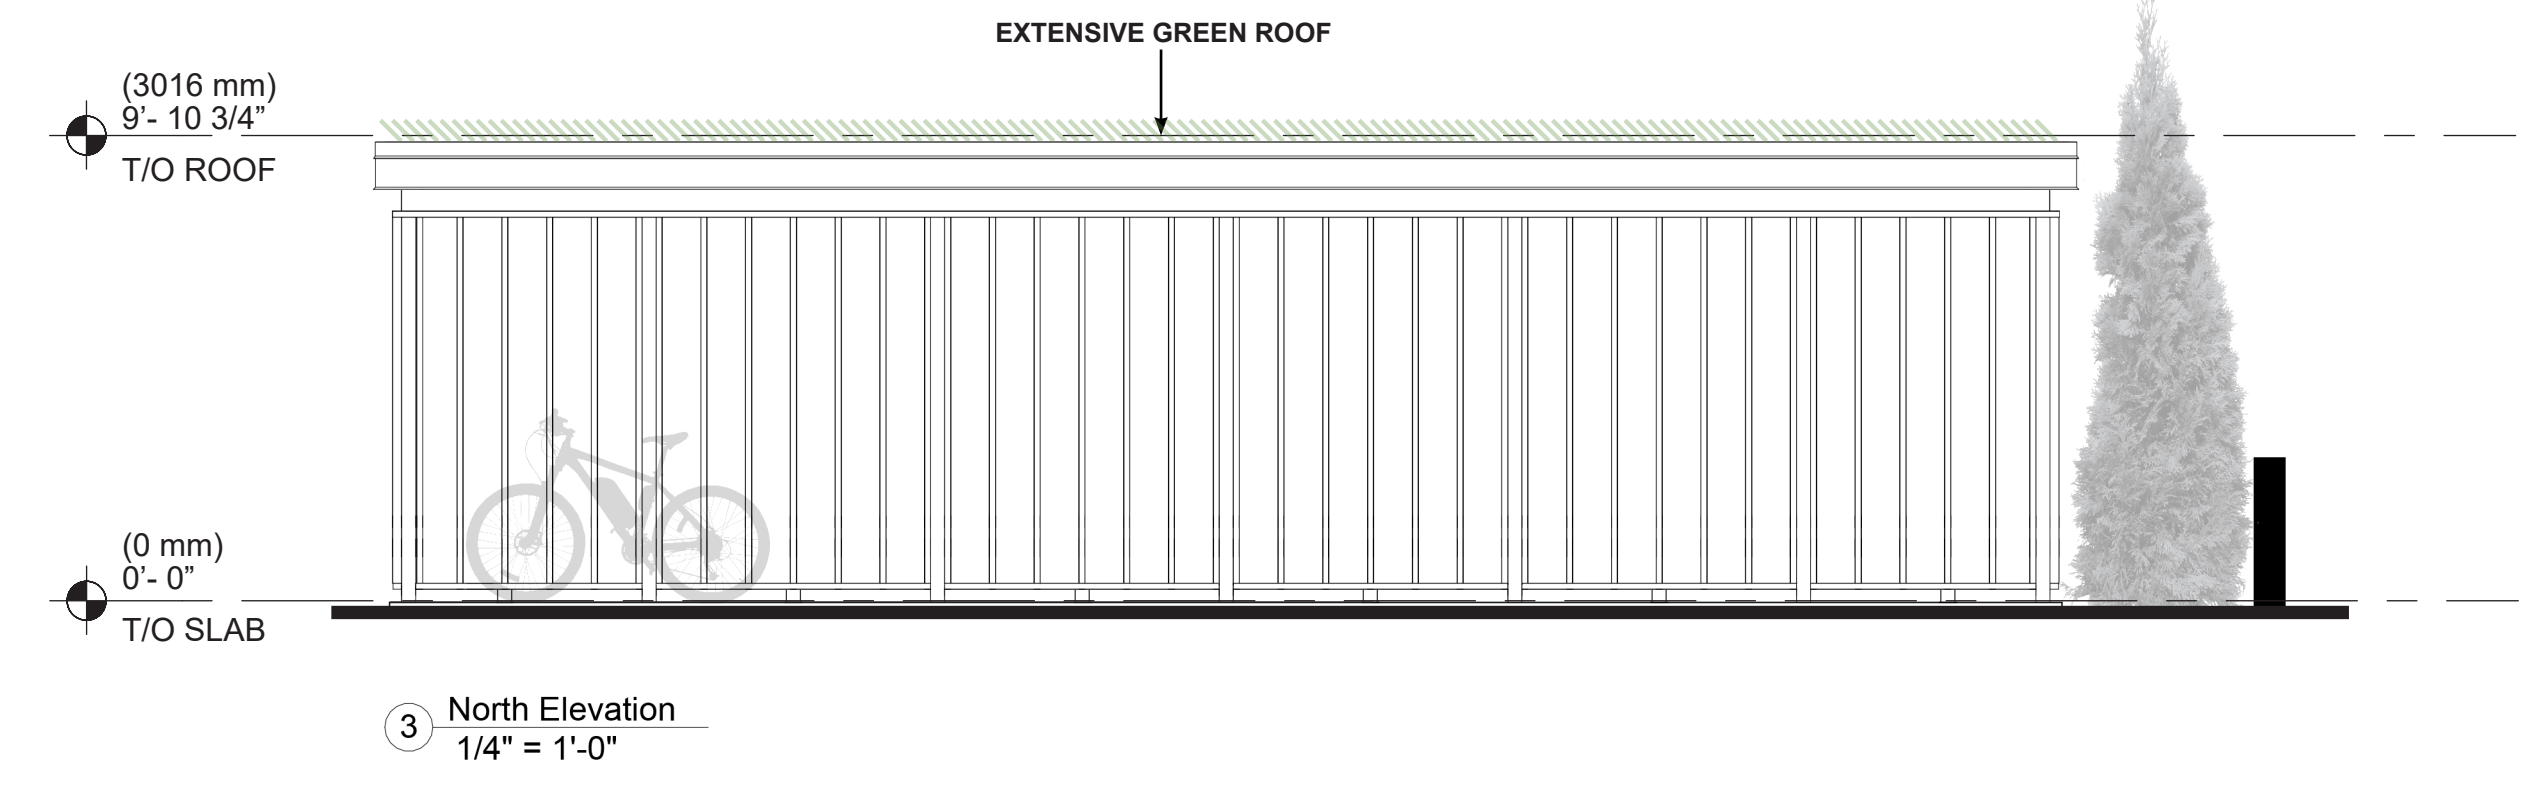 EXTENSIVE GREEN ROOF
(3016 mm)
9’- 10 3/4”
T/O ROOF
(0 mm)
0’- 0”
T/O SLAB
3
North Elevation
1/4" = 1'-0"